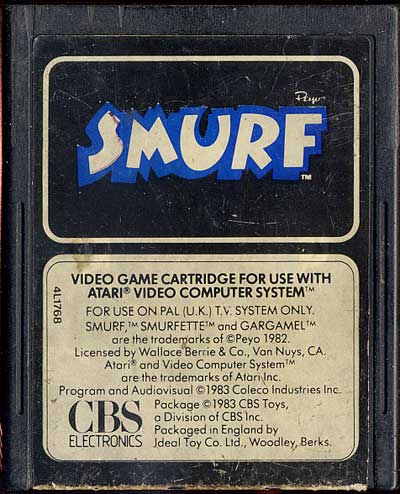 Peyo
SMURF™
VIDEO GAME CARTRIDGE FOR USE WITH
ATARI® VIDEO COMPUTER SYSTEM™
FOR USE ON PAL (U.K.) T.V. SYSTEM ONLY.
SMURF,™ SMURFETTE™ and GARGAMEL™
are the trademarks of ©Peyo 1982.
Licensed by Wallace Berrie & Co., Van Nuys, CA.
Atari® and Video Computer System™
are the trademarks of Atari Inc.
Program and Audiovisual ©1983 Coleco Industries Inc.
Package ©1983 CBS Toys,
a Division of CBS Inc.
Packaged in England by
Jdeal Toy Co. Ltd., Woodley, Berks.
CBS
ELECTRONICS
4L1768